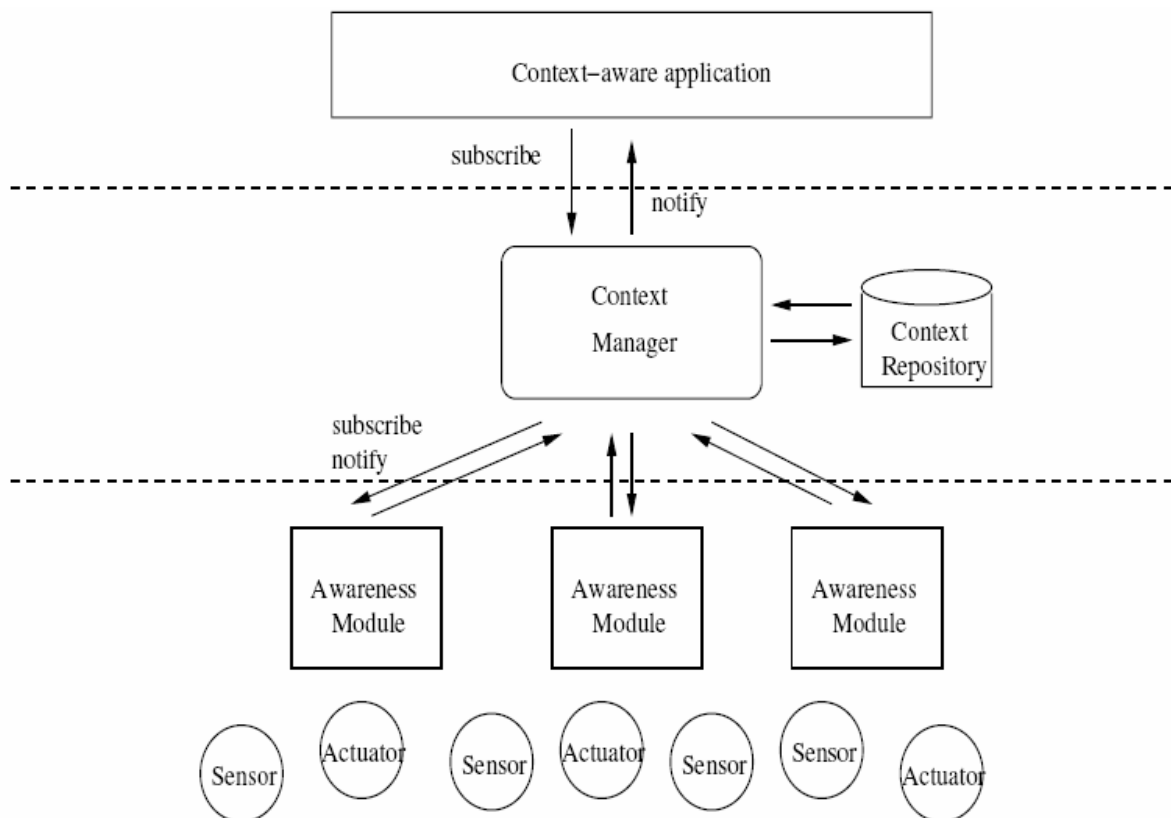 Context-aware application
subscribe
notify
Context
Manager
Context
Repository
subscribe
notify
Awareness
Module
Awareness
Module
Awareness
Module
Sensor
Actuator
Sensor
Actuator
Sensor
Sensor
Actuator